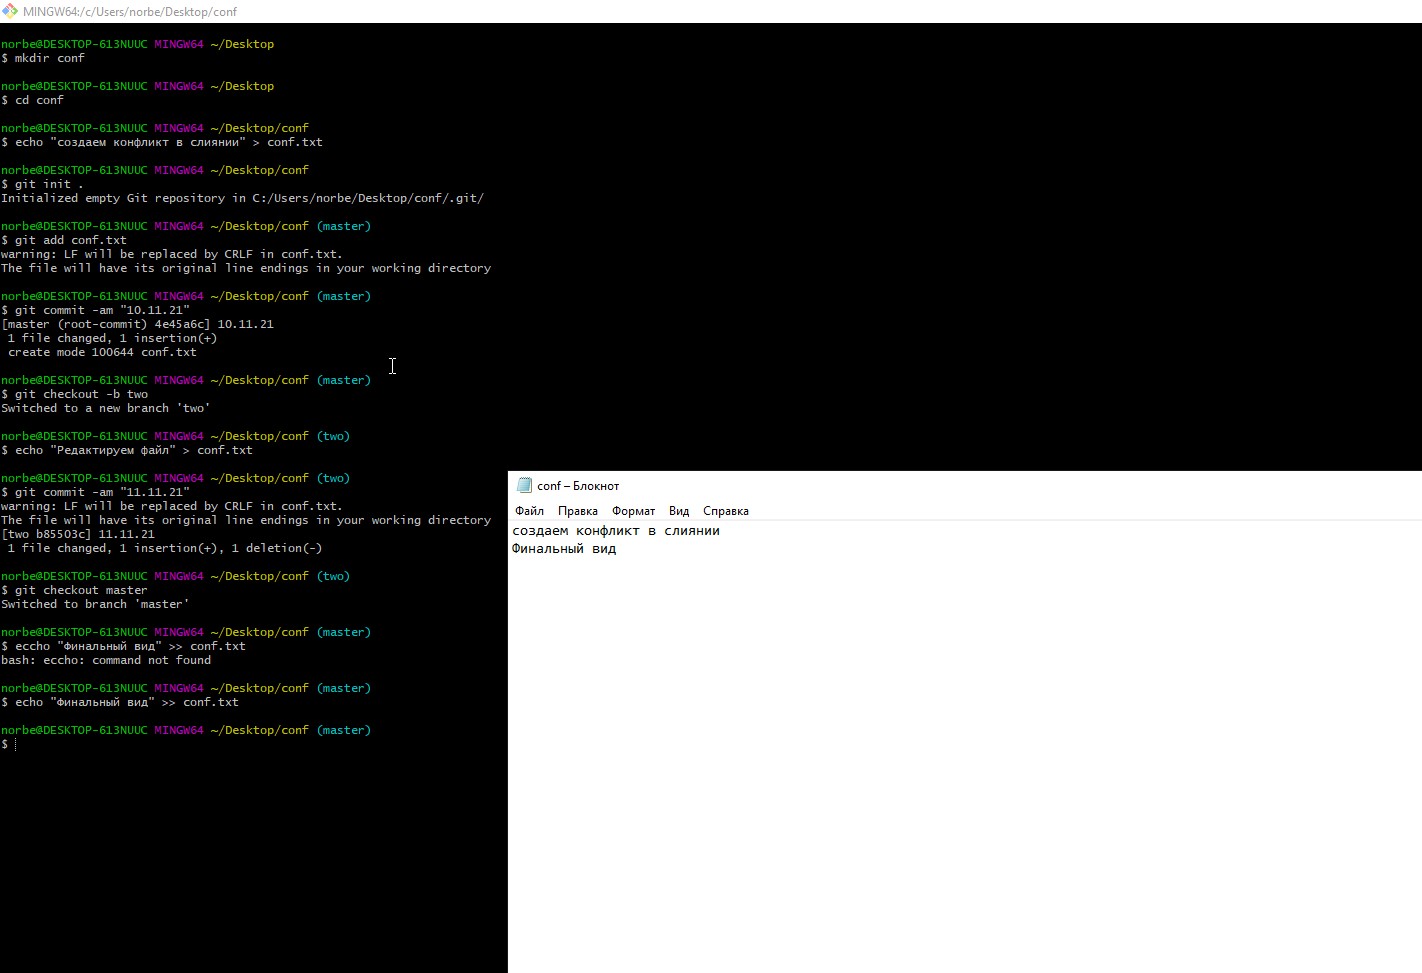 MINGW64:/c/Users/norbe/Desktop/conf
norbe@DESKTOP-613NUUC MINGW64 ~/Desktop
$ mkdir conf
norbe@DESKTOP-613NUUC MINGW64 ~/Desktop
$ cd conf
norbe@DESKTOP-613NUUC MINGW64 ~/Desktop/conf
$ echo "создаем конфликт в слиянии" > conf.txt
norbe@DESKTOP-613NUUC MINGW64 ~/Desktop/conf
$ git init .
Initialized empty Git repository in C:/Users/norbe/Desktop/conf/.git/
norbe@DESKTOP-613NUUC MINGW64 ~/Desktop/conf (master)
$ git add conf.txt
warning: LF will be replaced by CRLF in conf.txt.
The file will have its original line endings in your working directory
norbe@DESKTOP-613NUUC MINGW64 ~/Desktop/conf (master)
$ git commit -am "10.11.21"
[master (root-commit) 4e45a6c] 10.11.21
1 file changed, 1 insertion(+)
create mode 100644 conf.txt
norbe@DESKTOP-613NUUC MINGW64 ~/Desktop/conf (master)
$ git checkout -b two
Switched to a new branch 'two'
norbe@DESKTOP-613NUUC MINGW64 ~/Desktop/conf (two)
$ echo "Редактируем файл" > conf.txt
norbe@DESKTOP-613NUUC MINGW64 ~/Desktop/conf (two)
$ git commit -am "11.11.21"
warning: LF will be replaced by CRLF in conf.txt.
The file will have its original line endings in your working directory
[two b85503c] 11.11.21
1 file changed, 1 insertion(+), 1 deletion(-)
norbe@DESKTOP-613NUUC MINGW64 ~/Desktop/conf (two)
$ git checkout master
Switched to branch 'master'
norbe@DESKTOP-613NUUC MINGW64 ~/Desktop/conf (master)
$ eccho "Финальный вид" >> conf.txt
bash: eccho: command not found
norbe@DESKTOP-613NUUC MINGW64 ~/Desktop/conf (master)
$ echo "Финальный вид" >> conf.txt
norbe@DESKTOP-613NUUC MINGW64 ~/Desktop/conf (master)
$
conf – Блокнот
Файл Правка Формат Вид Справка
создаем конфликт в слиянии
Финальный вид